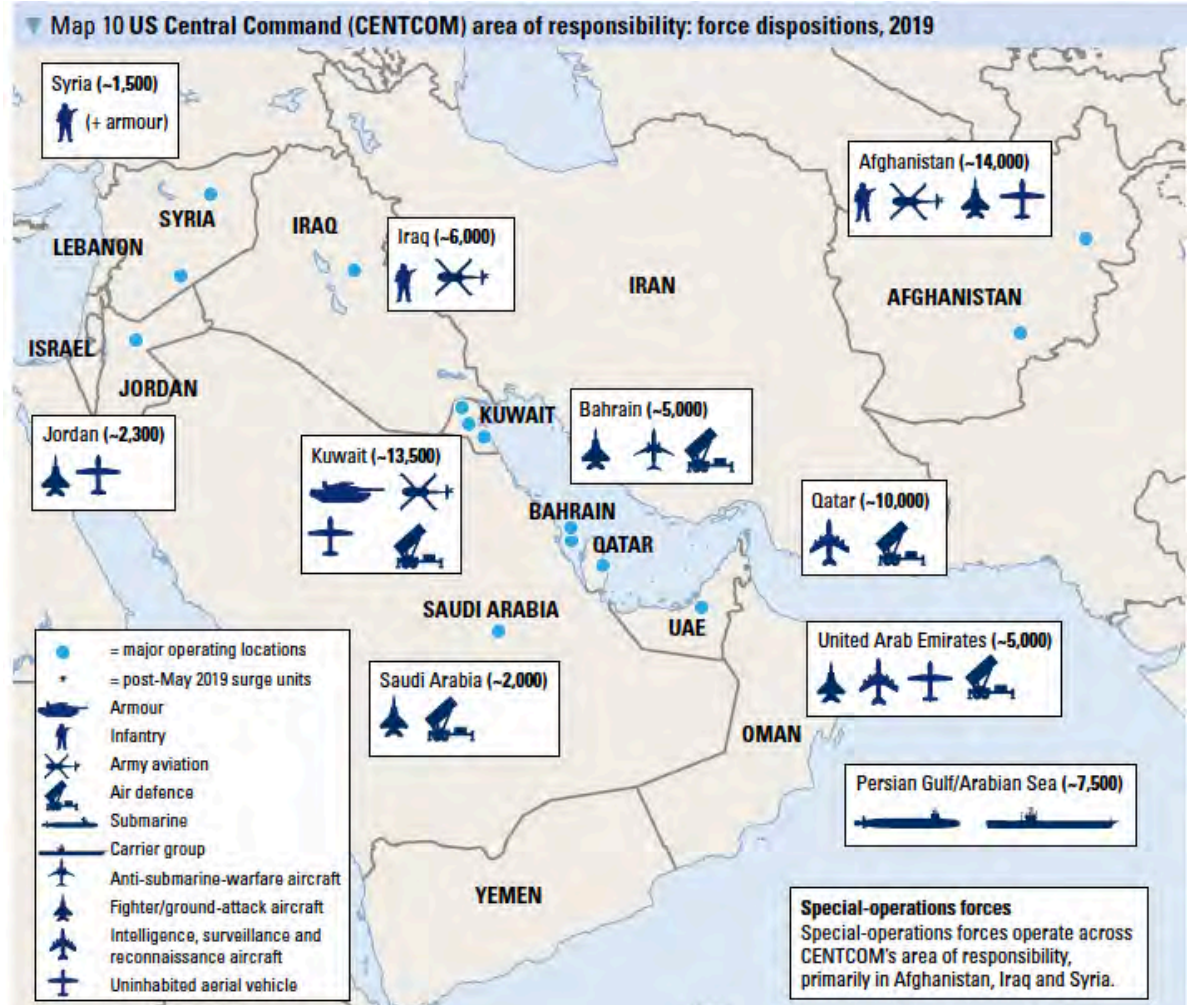 ▼ Map 10 US Central Command (CENTCOM) area of responsibility: force dispositions, 2019
Syria (~1,500)
(+ armour)
Afghanistan (~14,000)
SYRIA
LEBANON
IRAQ
Iraq (~6,000)
IRAN
AFGHANISTAN
ISRAEL
JORDAN
Jordan (~2,300)
KUWAIT
Kuwait (~13,500)
Bahrain (~5,000)
BAHRAIN
QATAR
Qatar (~10,000)
SAUDI ARABIA
Saudi Arabia (~2,000)
UAE
United Arab Emirates (~5,000)
OMAN
Persian Gulf/Arabian Sea (~7,500)
YEMEN
= major operating locations
* = post-May 2019 surge units
Armour
Infantry
Army aviation
Air defence
Submarine
Carrier group
Anti-submarine-warfare aircraft
Fighter/ground-attack aircraft
Intelligence, surveillance and
reconnaissance aircraft
Uninhabited aerial vehicle
Special-operations forces
Special-operations forces operate across
CENTCOM's area of responsibility,
primarily in Afghanistan, Iraq and Syria.